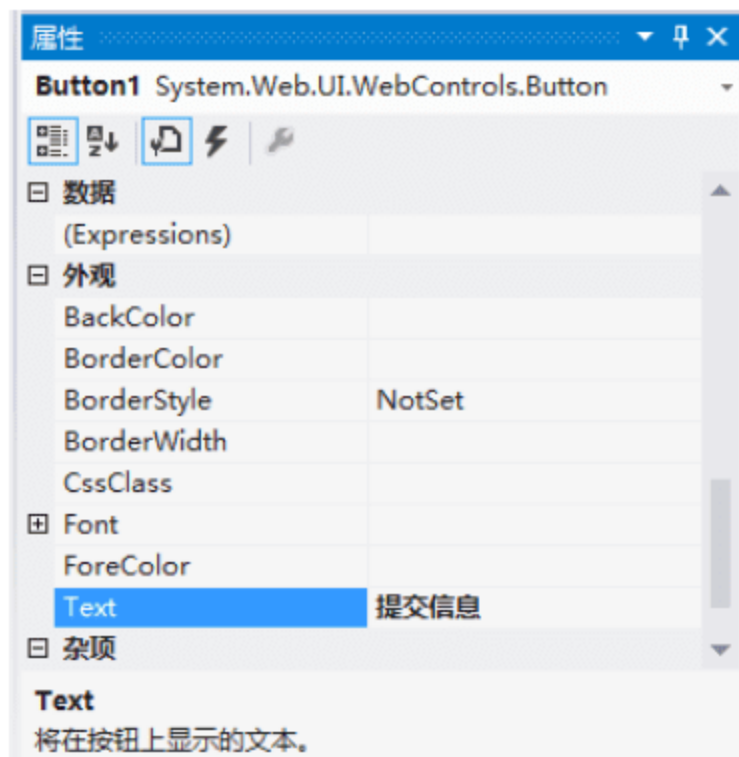 属性
Button1 System.Web.UI.WebControls.Button
数据
(Expressions)
外观
BackColor
BorderColor
BorderStyle NotSet
BorderWidth
CssClass
Font
ForeColor
Text 提交信息
杂项
Text
将在按钮上显示的文本。